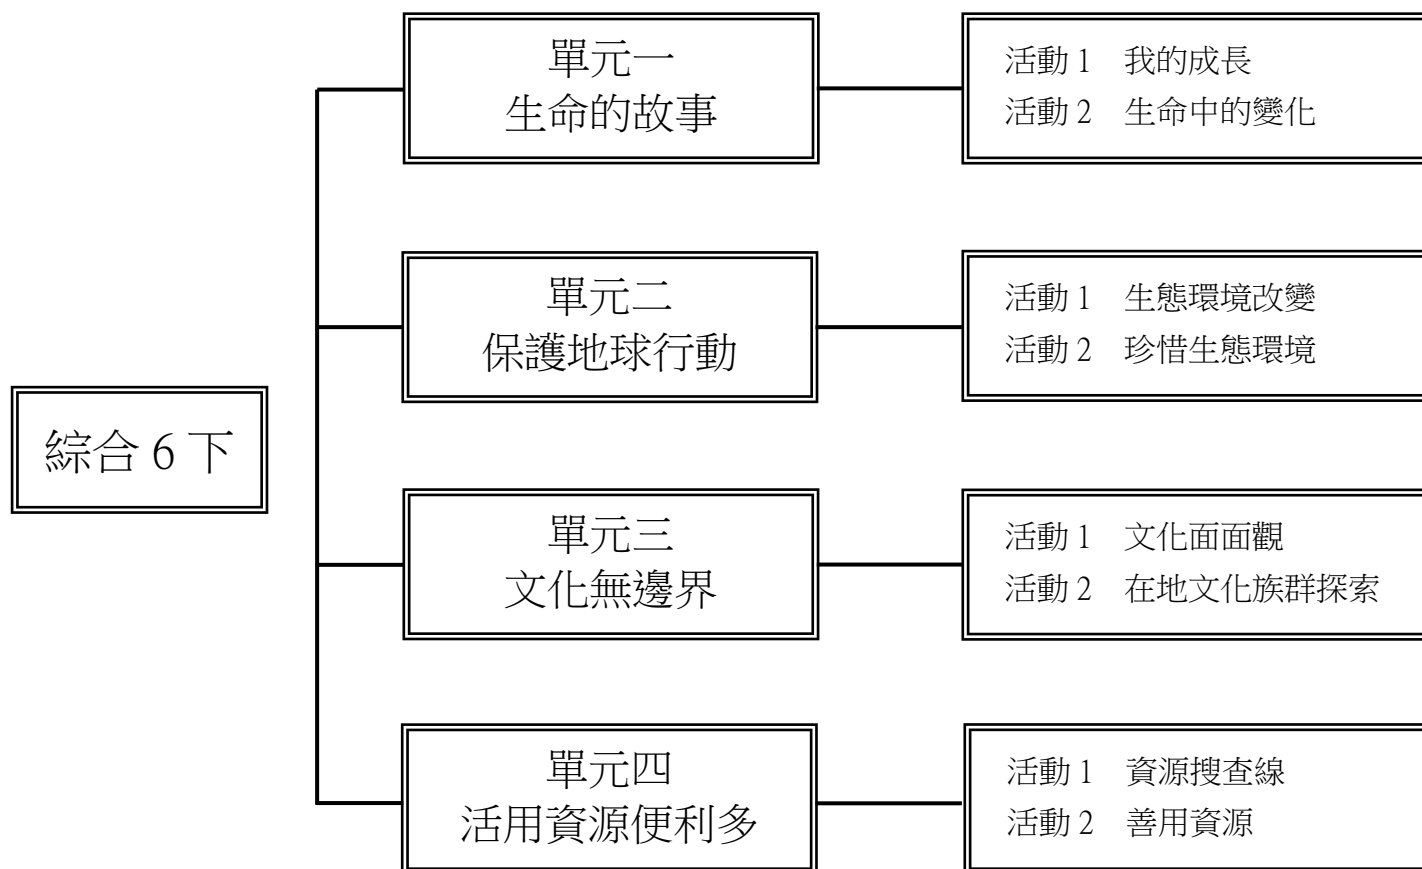 綜合 6 下
單元一
生命的故事
活動 1　我的成長
活動 2　生命中的變化
單元二
保護地球行動
活動 1　生態環境改變
活動 2　珍惜生態環境
單元三
文化無邊界
活動 1　文化面面觀
活動 2　在地文化族群探索
單元四
活用資源便利多
活動 1　資源搜查線
活動 2　善用資源